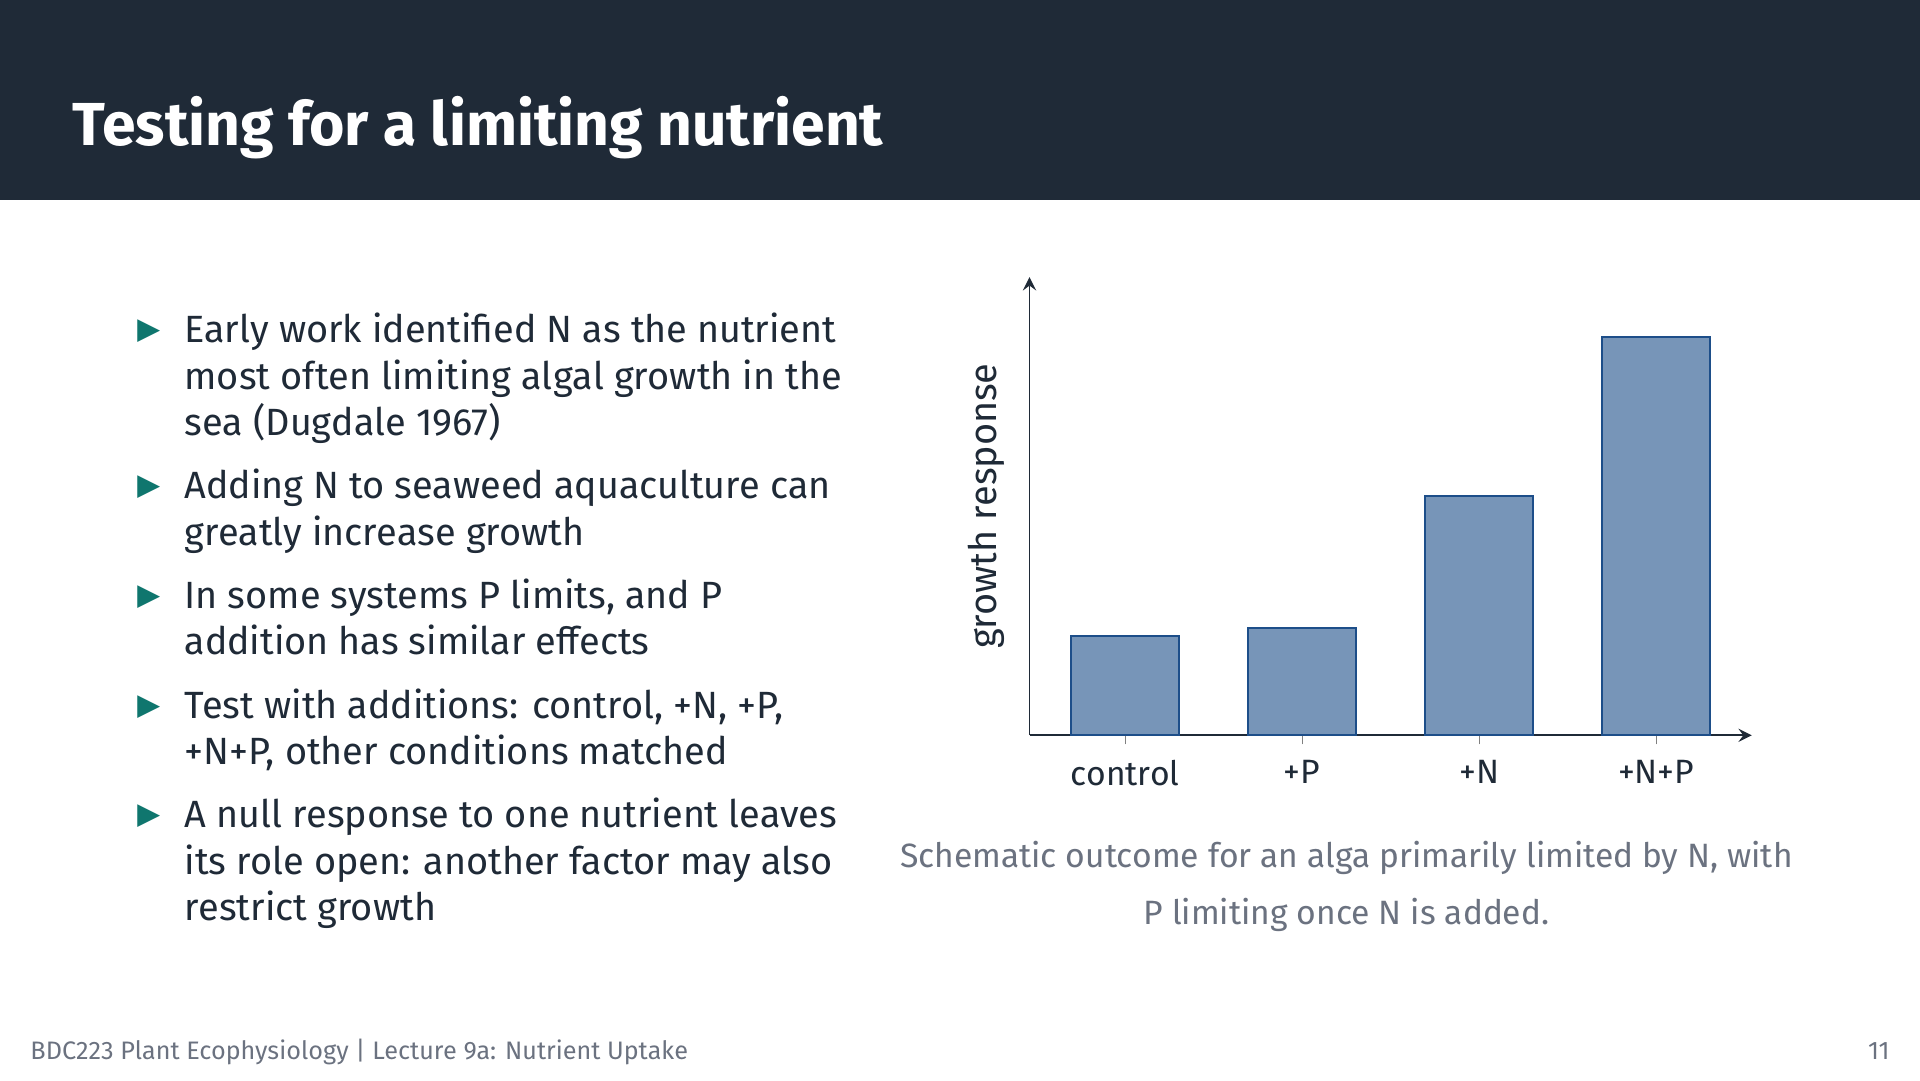 Testing for a limiting nutrient
► Early work identified N as the nutrient
most often limiting algal growth in the
sea (Dugdale 1967)
► Adding N to seaweed aquaculture can
greatly increase growth
► In some systems P limits, and P
addition has similar effects
► Test with additions: control, +N, +P,
+N+P, other conditions matched
► A null response to one nutrient leaves
its role open: another factor may also
restrict growth
growth response
control +P +N +N+P
Schematic outcome for an alga primarily limited by N, with
P limiting once N is added.
BDC223 Plant Ecophysiology | Lecture 9a: Nutrient Uptake
11